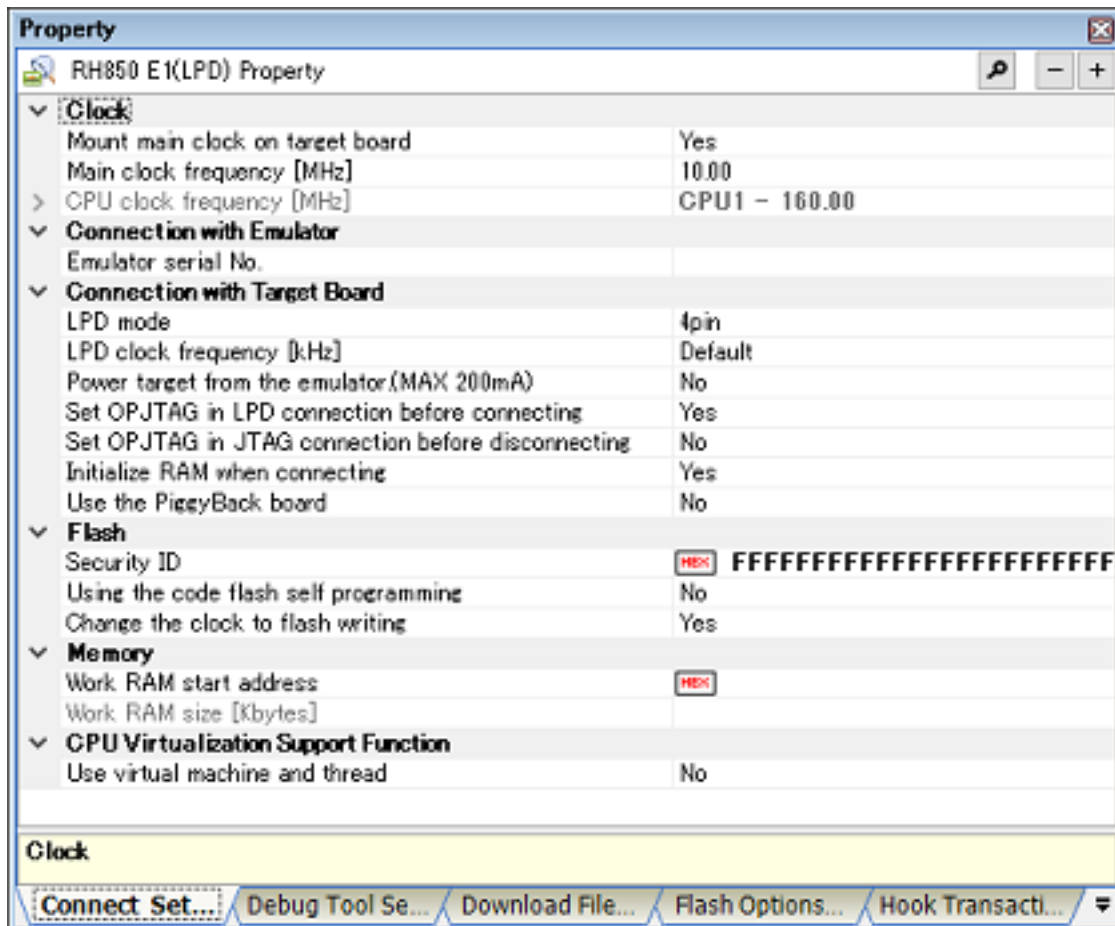 Property
RH850 E1(LPD) Property
Clock
Mount main clock on target board Yes
Main clock frequency [MHz] 10.00
CPU clock frequency [MHz] CPU1 - 160.00
Connection with Emulator
Emulator serial No.
Connection with Target Board
LPD mode 4pin
LPD clock frequency [kHz] Default
Power target from the emulator.(MAX 200mA) No
Set OPJTAG in LPD connection before connecting Yes
Set OPJTAG in JTAG connection before disconnecting No
Initialize RAM when connecting Yes
Use the PiggyBack board No
Flash
Security ID HEX FFFFFFFFFFFFFFFFFFFFFFFF
Using the code flash self programming No
Change the clock to flash writing Yes
Memory
Work RAM start address HEX
Work RAM size [Kbytes]
CPU Virtualization Support Function
Use virtual machine and thread No
Clock
Connect Set... Debug Tool Se... Download File... Flash Options... Hook Transacti...